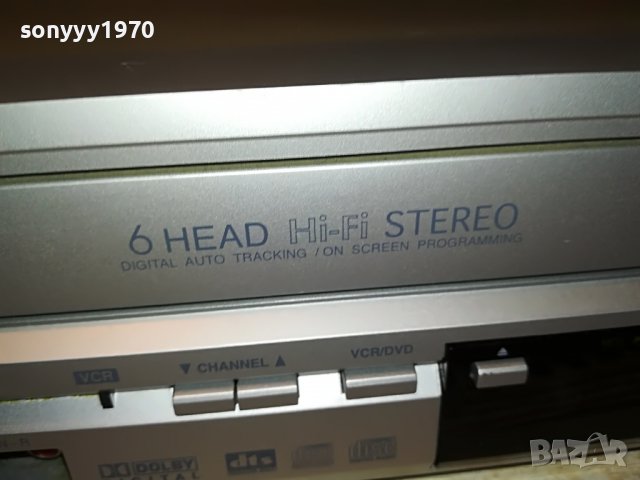 sonyyy1970
6 HEAD Hi-Fi STEREO
DIGITAL AUTO TRACKING / ON SCREEN PROGRAMMING
VCR
▼ CHANNEL ▲
VCR/DVD
DOLBY
DIGITAL
dts
BAZAR